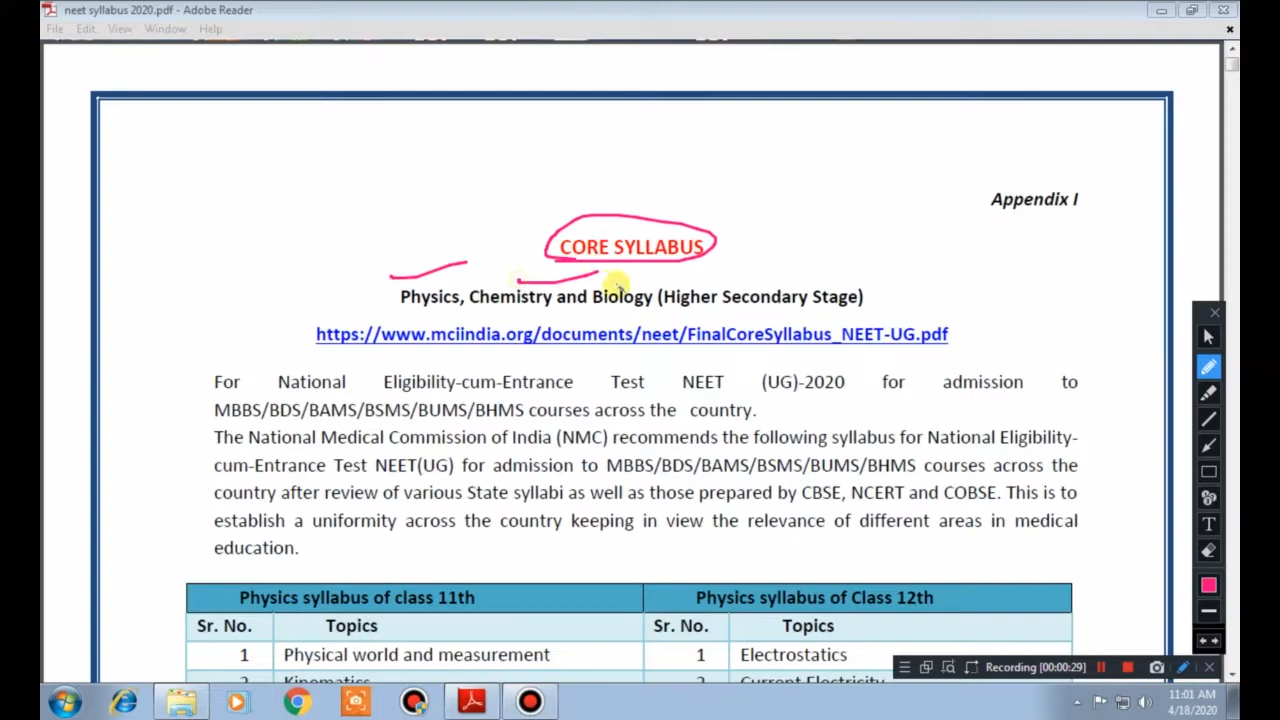 neet syllabus 2020.pdf - Adobe Reader
File Edit View Window Help
Appendix I
CORE SYLLABUS
Physics, Chemistry and Biology (Higher Secondary Stage)
https://www.mciindia.org/documents/neet/FinalCoreSyllabus_NEET-UG.pdf
For National Eligibility-cum-Entrance Test NEET (UG)-2020 for admission to
MBBS/BDS/BAMS/BSMS/BUMS/BHMS courses across the country.
The National Medical Commission of India (NMC) recommends the following syllabus for National Eligibility-
cum-Entrance Test NEET(UG) for admission to MBBS/BDS/BAMS/BSMS/BUMS/BHMS courses across the
country after review of various State syllabi as well as those prepared by CBSE, NCERT and COBSE. This is to
establish a uniformity across the country keeping in view the relevance of different areas in medical
education.
Physics syllabus of class 11th Physics syllabus of Class 12th
Sr. No. Topics Sr. No. Topics
1 Physical world and measurement 1 Electrostatics
2 Kinematics 2 Current Electricity
Recording [00:00:29]
11:01 AM
4/18/2020